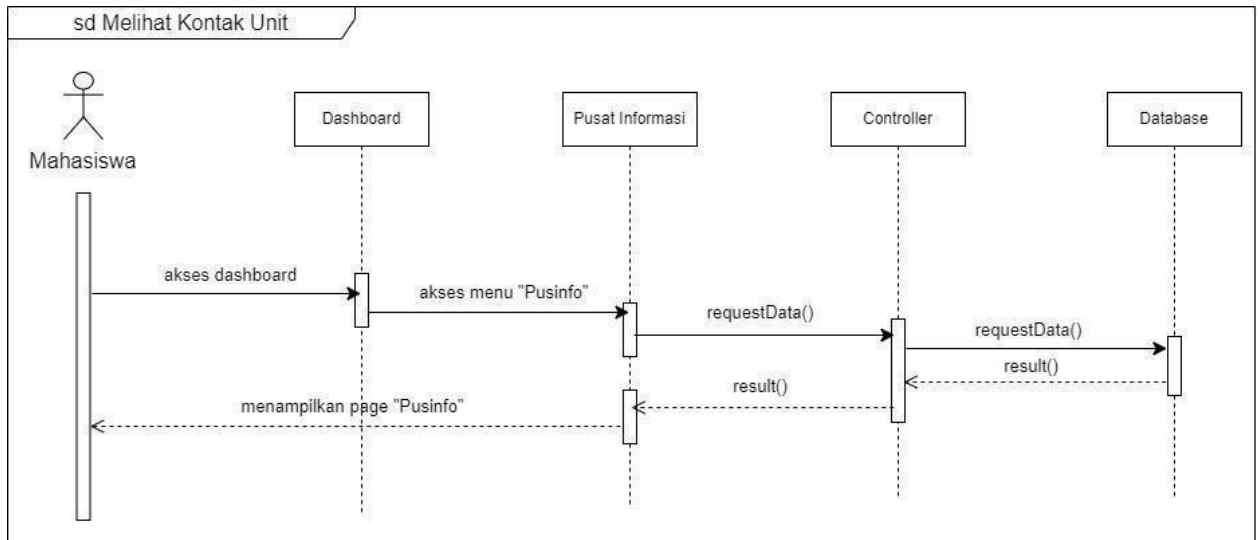 sd Melihat Kontak Unit
Mahasiswa
Dashboard
Pusat Informasi
Controller
Database
akses dashboard
akses menu "Pusinfo"
requestData()
requestData()
result()
result()
menampilkan page "Pusinfo"